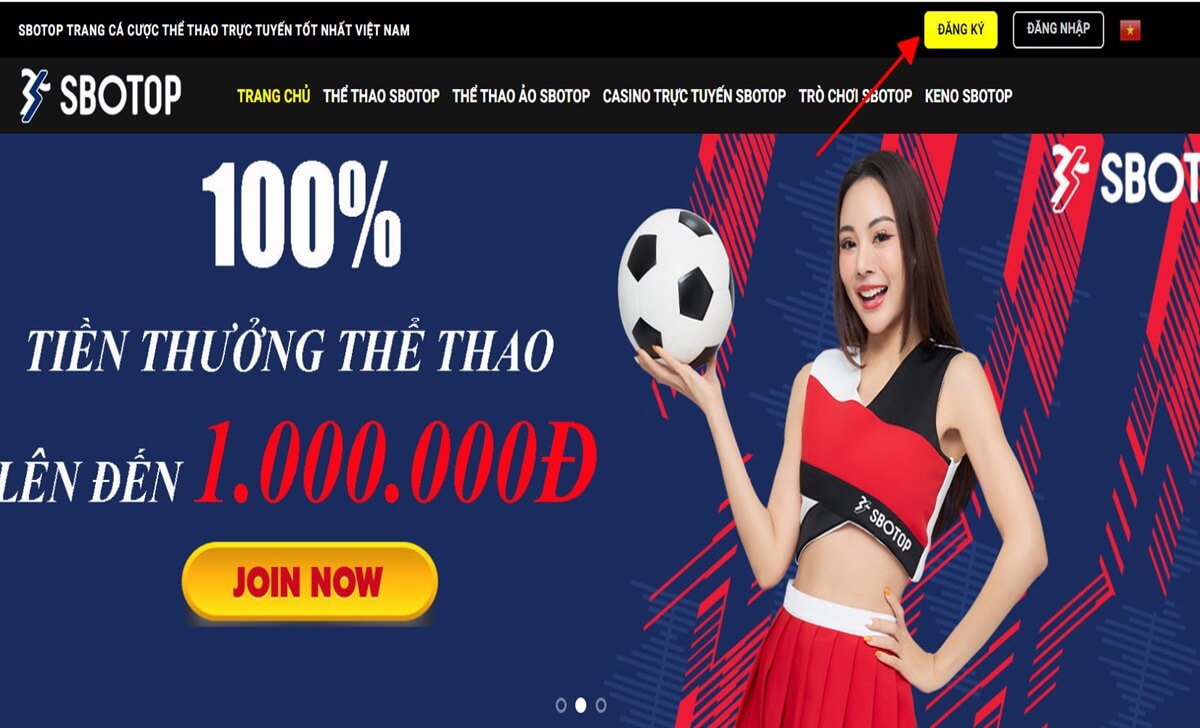 SBOTOP TRANG CÁ CƯỢC THỂ THAO TRỰC TUYẾN TỐT NHẤT VIỆT NAM
ĐĂNG KÝ
ĐĂNG NHẬP
SBOTOP
TRANG CHỦ THỂ THAO SBOTOP THỂ THAO ẢO SBOTOP CASINO TRỰC TUYẾN SBOTOP TRÒ CHƠI SBOTOP KENO SBOTOP
100%
SBOT
TIỀN THƯỞNG THỂ THAO
LÊN ĐẾN 1.000.000Đ
SBOTOP
JOIN NOW